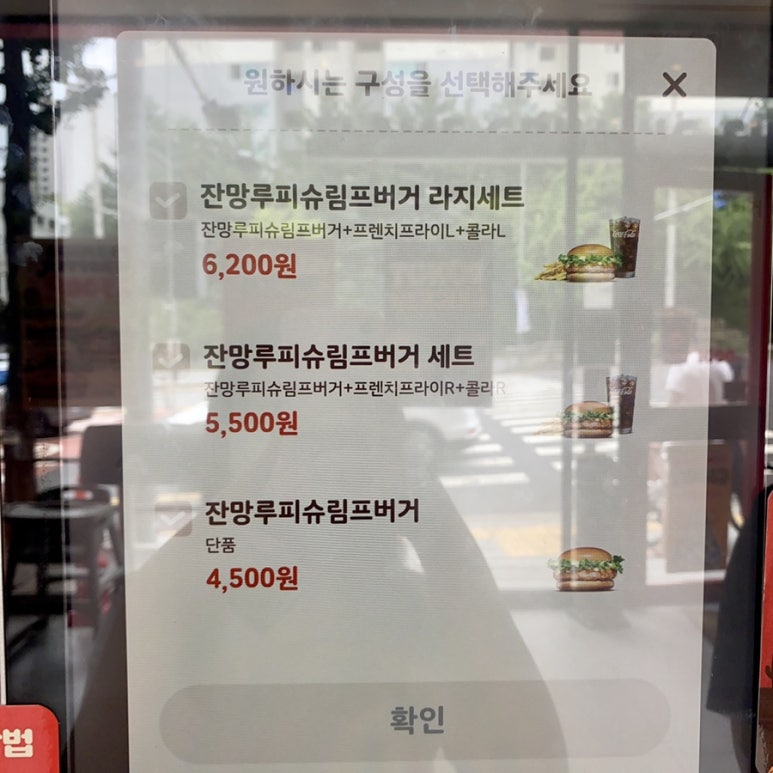 원하시는 구성을 선택해주세요
잔망루피슈림프버거 라지세트
잔망루피슈림프버거+프렌치프라이L+콜라L
6,200원
잔망루피슈림프버거 세트
잔망루피슈림프버거+프렌치프라이R+콜라R
5,500원
잔망루피슈림프버거
단품
4,500원
확인
법